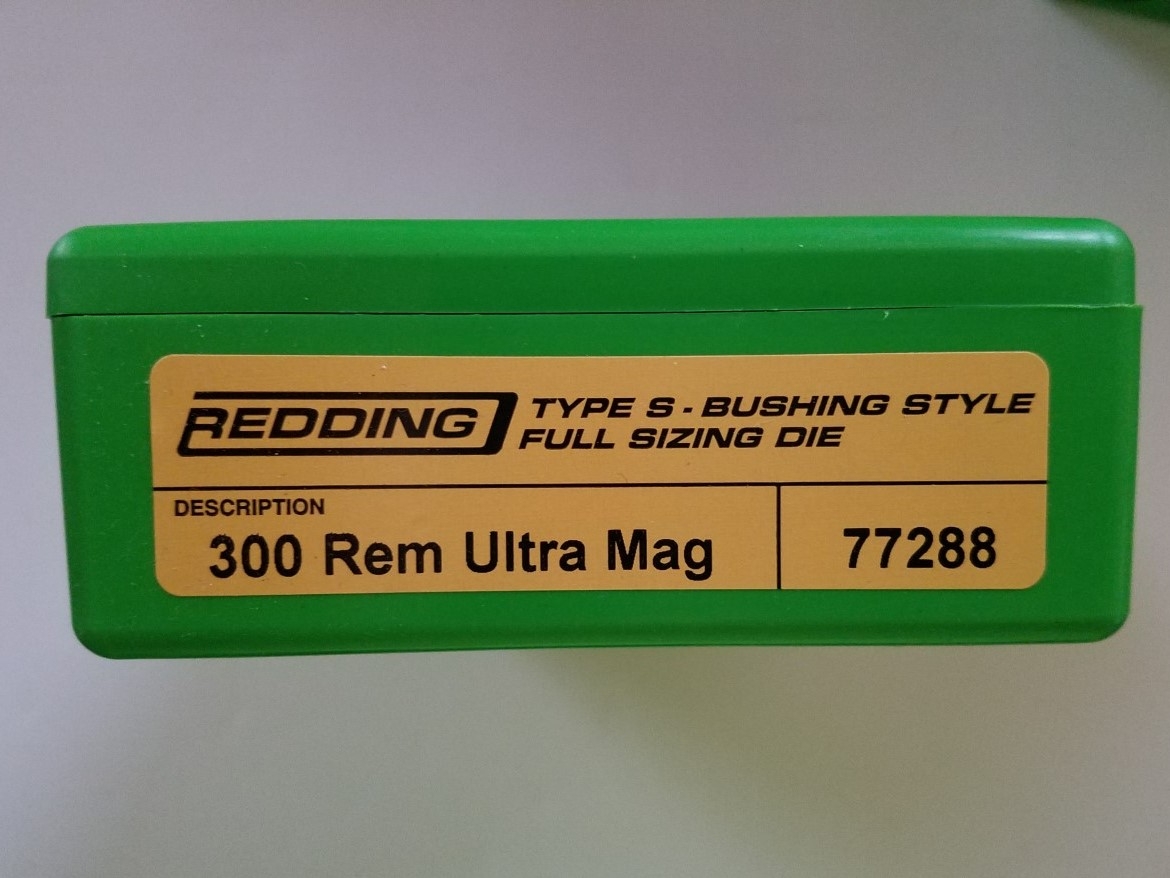 REDDING
TYPE S - BUSHING STYLE
FULL SIZING DIE
DESCRIPTION
300 Rem Ultra Mag
77288